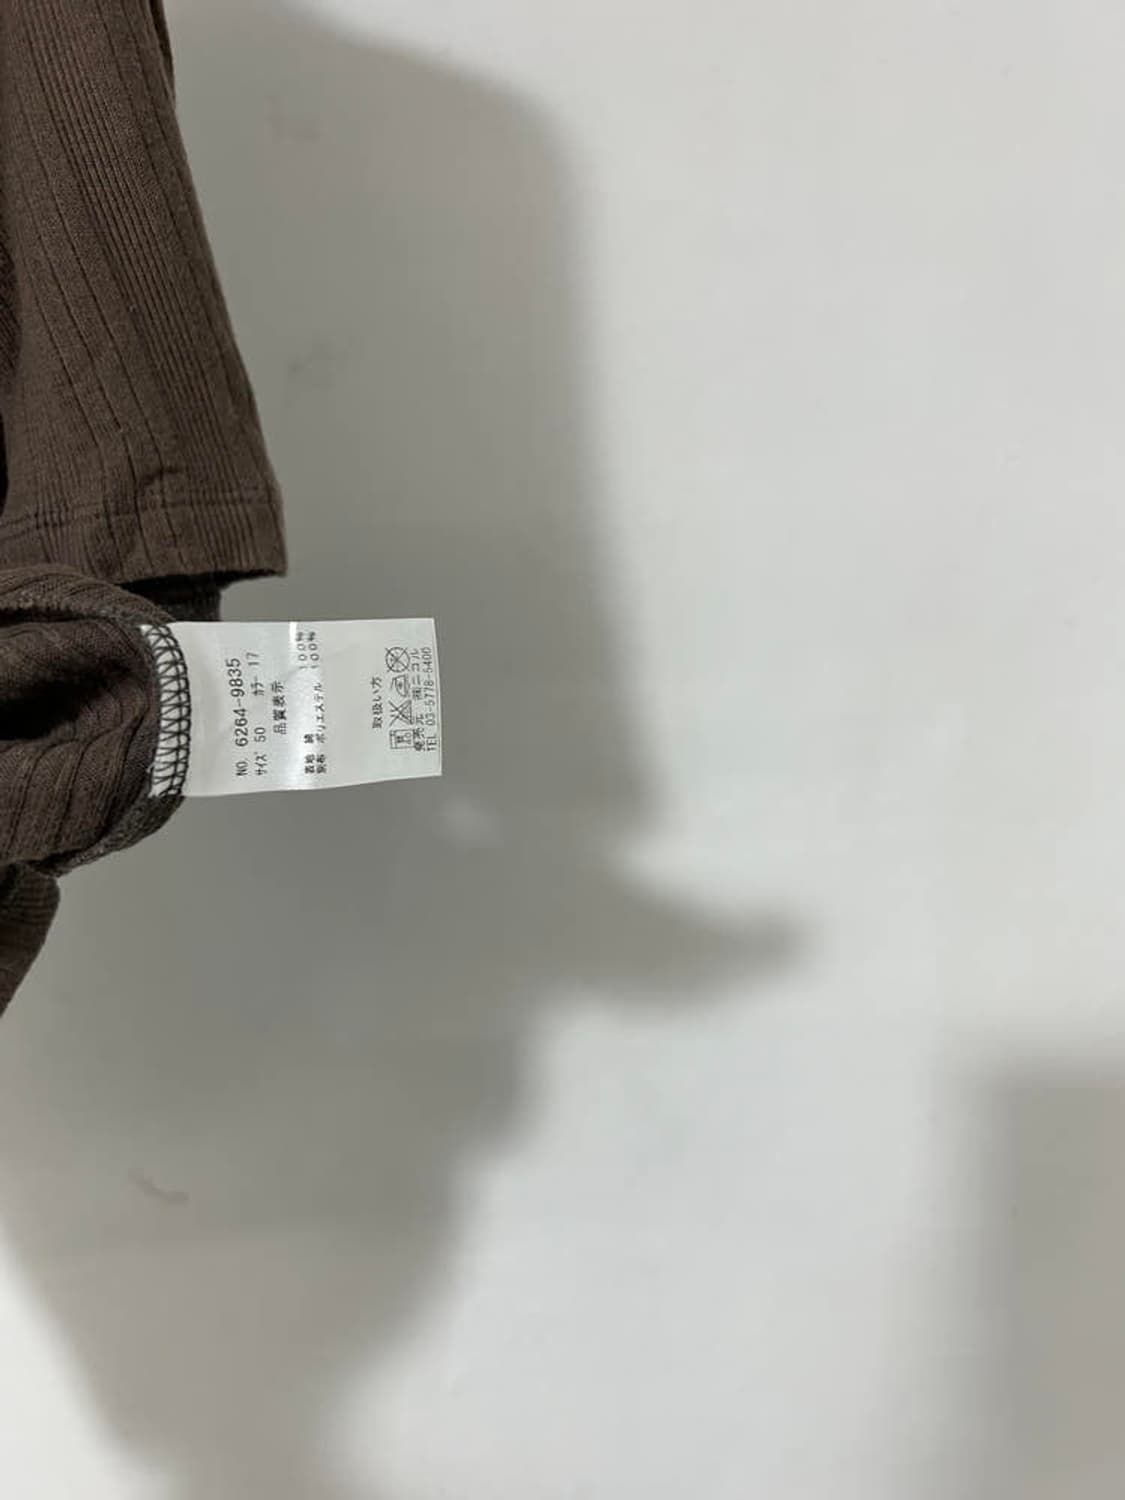 NO. 6264-9835
サイズ 50 カラー 17
品質表示
表地 綿 100%
別布 ポリエステル 100%
取扱い方
発売元 ㈱ニコル
TEL 03-5778-5400